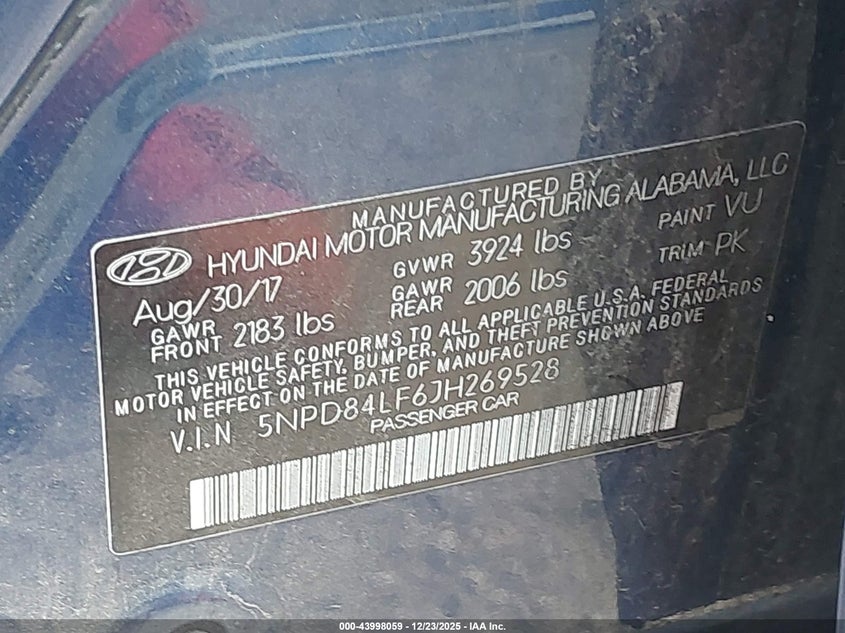 MANUFACTURED BY
HYUNDAI MOTOR MANUFACTURING ALABAMA, LLC
Aug/30/17 GVWR 3924 lbs PAINT VU
GAWR FRONT 2183 lbs GAWR REAR 2006 lbs TRIM PK
THIS VEHICLE CONFORMS TO ALL APPLICABLE U.S.A. FEDERAL
MOTOR VEHICLE SAFETY, BUMPER, AND THEFT PREVENTION STANDARDS
IN EFFECT ON THE DATE OF MANUFACTURE SHOWN ABOVE
V.I.N 5NPD84LF6JH269528
PASSENGER CAR
000-43998059 - 12/23/2025 - IAA Inc.